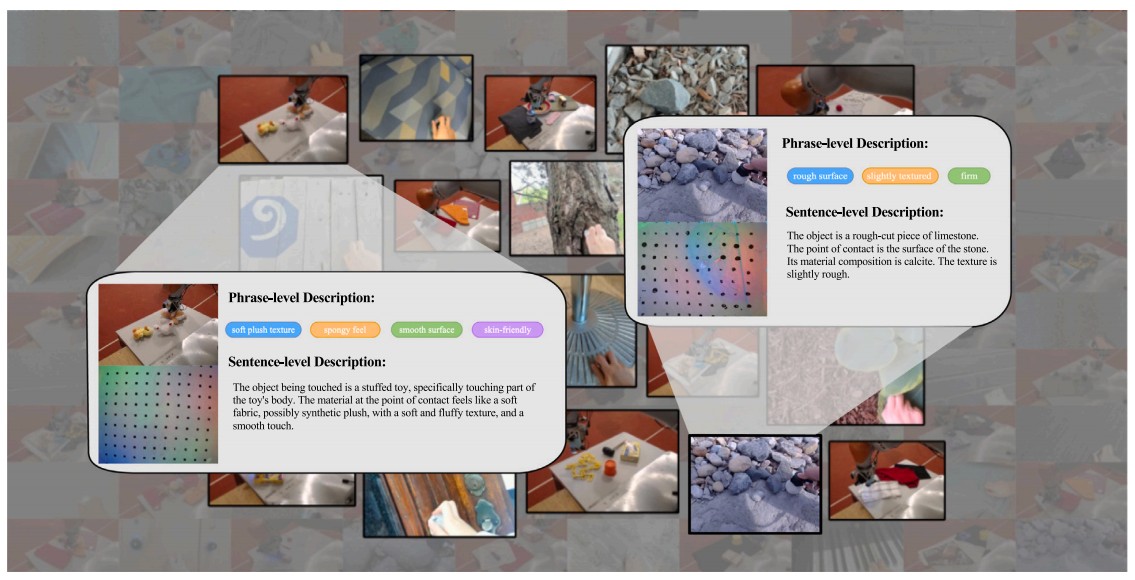 Phrase-level Description:
rough surface
slightly textured
firm
Sentence-level Description:
The object is a rough-cut piece of limestone.
The point of contact is the surface of the stone.
Its material composition is calcite. The texture is
slightly rough.
Phrase-level Description:
soft plush texture
spongy feel
smooth surface
skin-friendly
Sentence-level Description:
The object being touched is a stuffed toy, specifically touching part of
the toy's body. The material at the point of contact feels like a soft
fabric, possibly synthetic plush, with a soft and fluffy texture, and a
smooth touch.